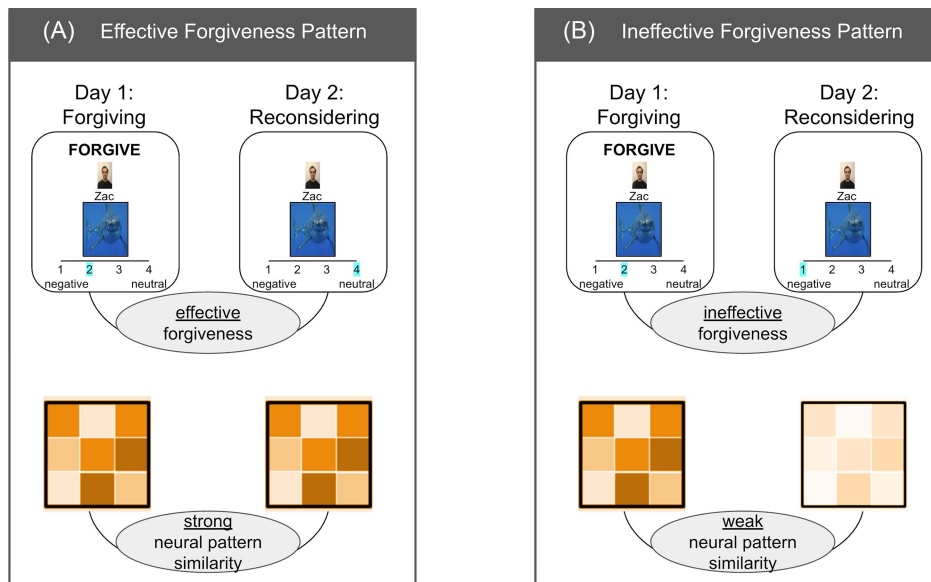 (A) Effective Forgiveness Pattern
Day 1:
Forgiving
Day 2:
Reconsidering
FORGIVE
Zac
1 2 3 4
negative neutral
Zac
1 2 3 4
negative neutral
effective
forgiveness
strong
neural pattern
similarity
(B) Ineffective Forgiveness Pattern
Day 1:
Forgiving
Day 2:
Reconsidering
FORGIVE
Zac
1 2 3 4
negative neutral
Zac
1 2 3 4
negative neutral
ineffective
forgiveness
weak
neural pattern
similarity